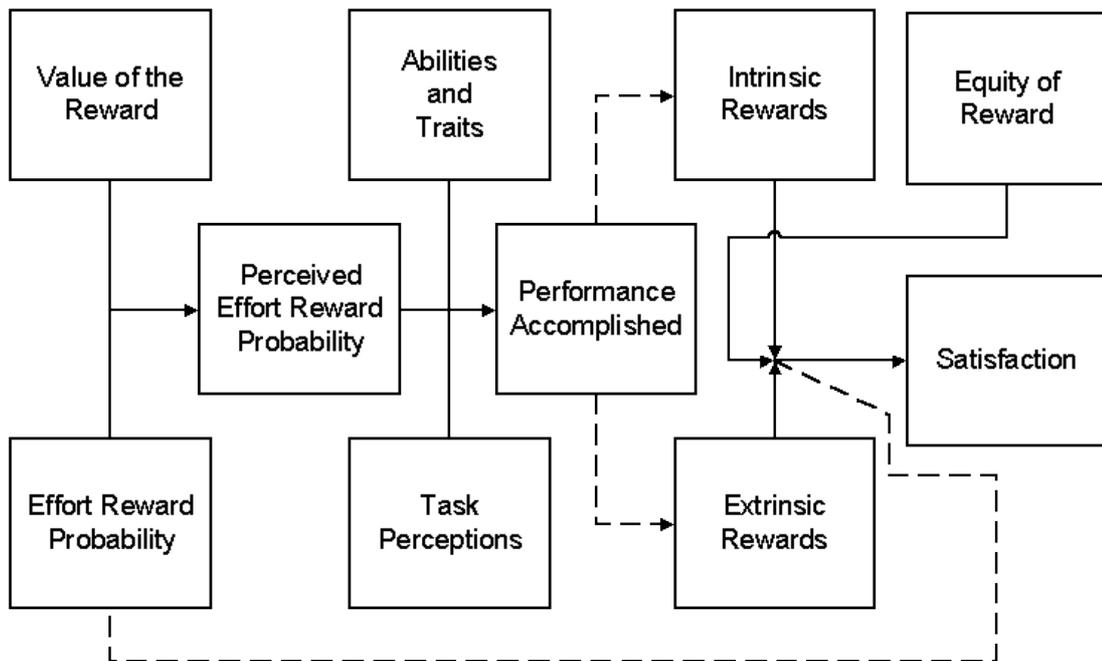 Value of the
Reward
Abilities
and
Traits
Intrinsic
Rewards
Equity of
Reward
Perceived
Effort Reward
Probability
Performance
Accomplished
Satisfaction
Effort Reward
Probability
Task
Perceptions
Extrinsic
Rewards